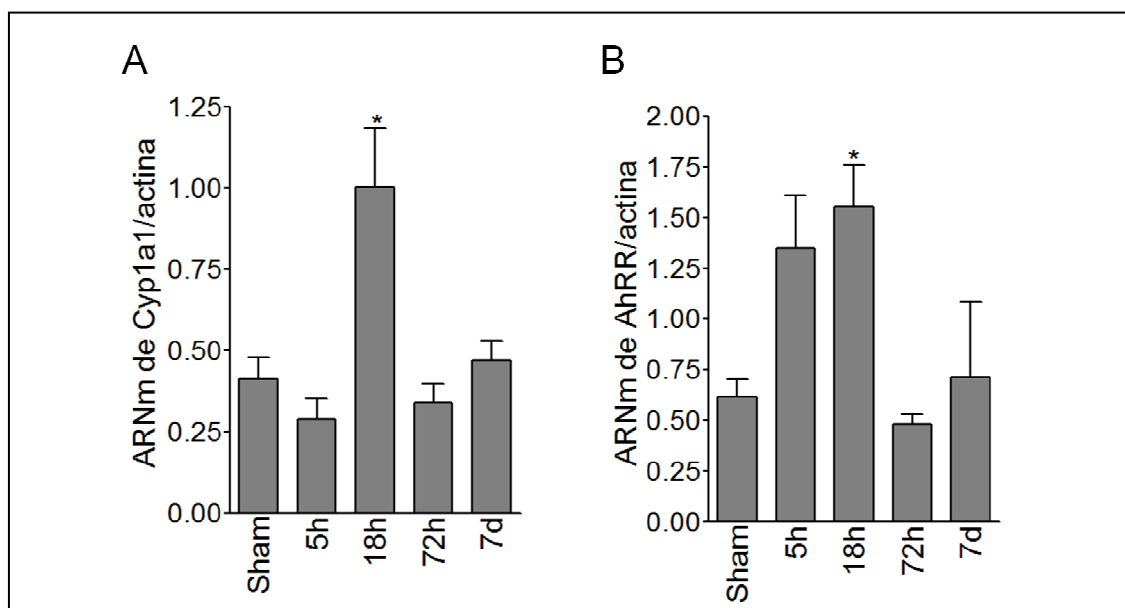 A
ARNm de Cyp1a1/actina
1.25
1.00
0.75
0.50
0.25
0.00
*
Sham
5h
18h
72h
7d
B
ARNm de AhRR/actina
2.00
1.75
1.50
1.25
1.00
0.75
0.50
0.25
0.00
*
Sham
5h
18h
72h
7d